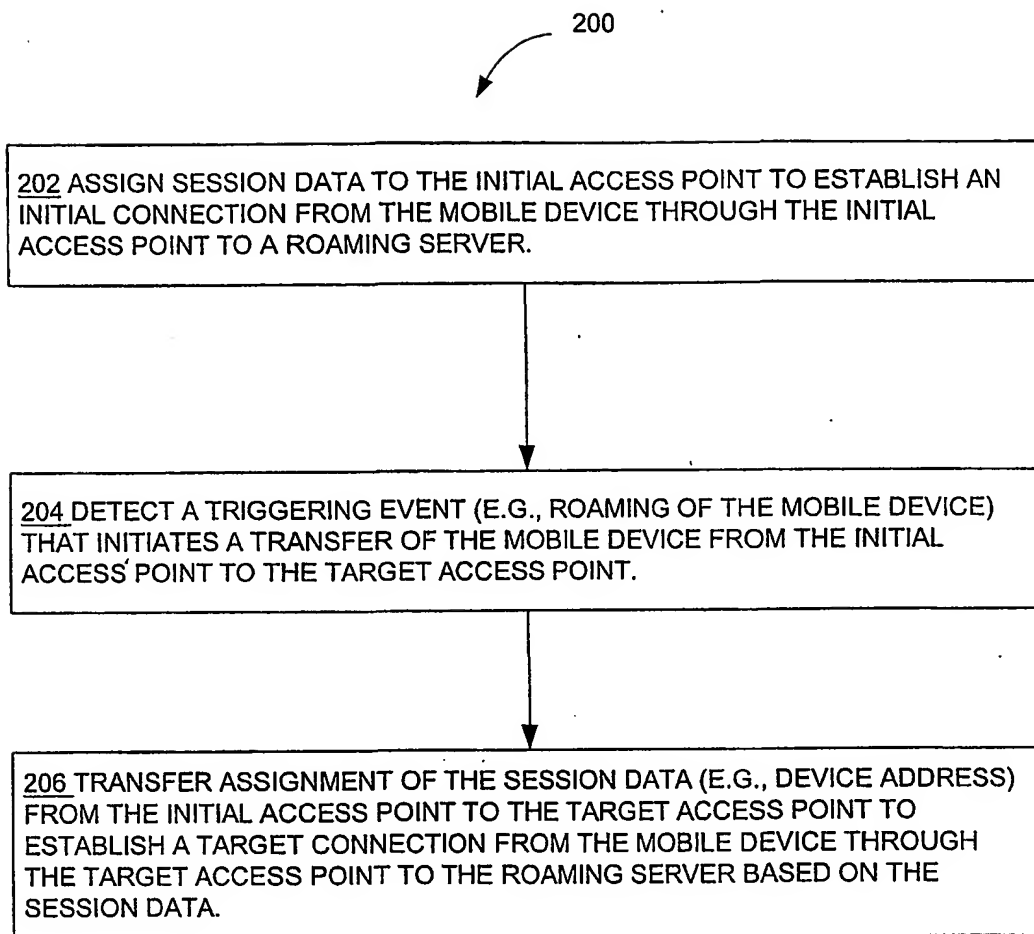 200
202 ASSIGN SESSION DATA TO THE INITIAL ACCESS POINT TO ESTABLISH AN
INITIAL CONNECTION FROM THE MOBILE DEVICE THROUGH THE INITIAL
ACCESS POINT TO A ROAMING SERVER.
204 DETECT A TRIGGERING EVENT (E.G., ROAMING OF THE MOBILE DEVICE)
THAT INITIATES A TRANSFER OF THE MOBILE DEVICE FROM THE INITIAL
ACCESS POINT TO THE TARGET ACCESS POINT.
206 TRANSFER ASSIGNMENT OF THE SESSION DATA (E.G., DEVICE ADDRESS)
FROM THE INITIAL ACCESS POINT TO THE TARGET ACCESS POINT TO
ESTABLISH A TARGET CONNECTION FROM THE MOBILE DEVICE THROUGH
THE TARGET ACCESS POINT TO THE ROAMING SERVER BASED ON THE
SESSION DATA.